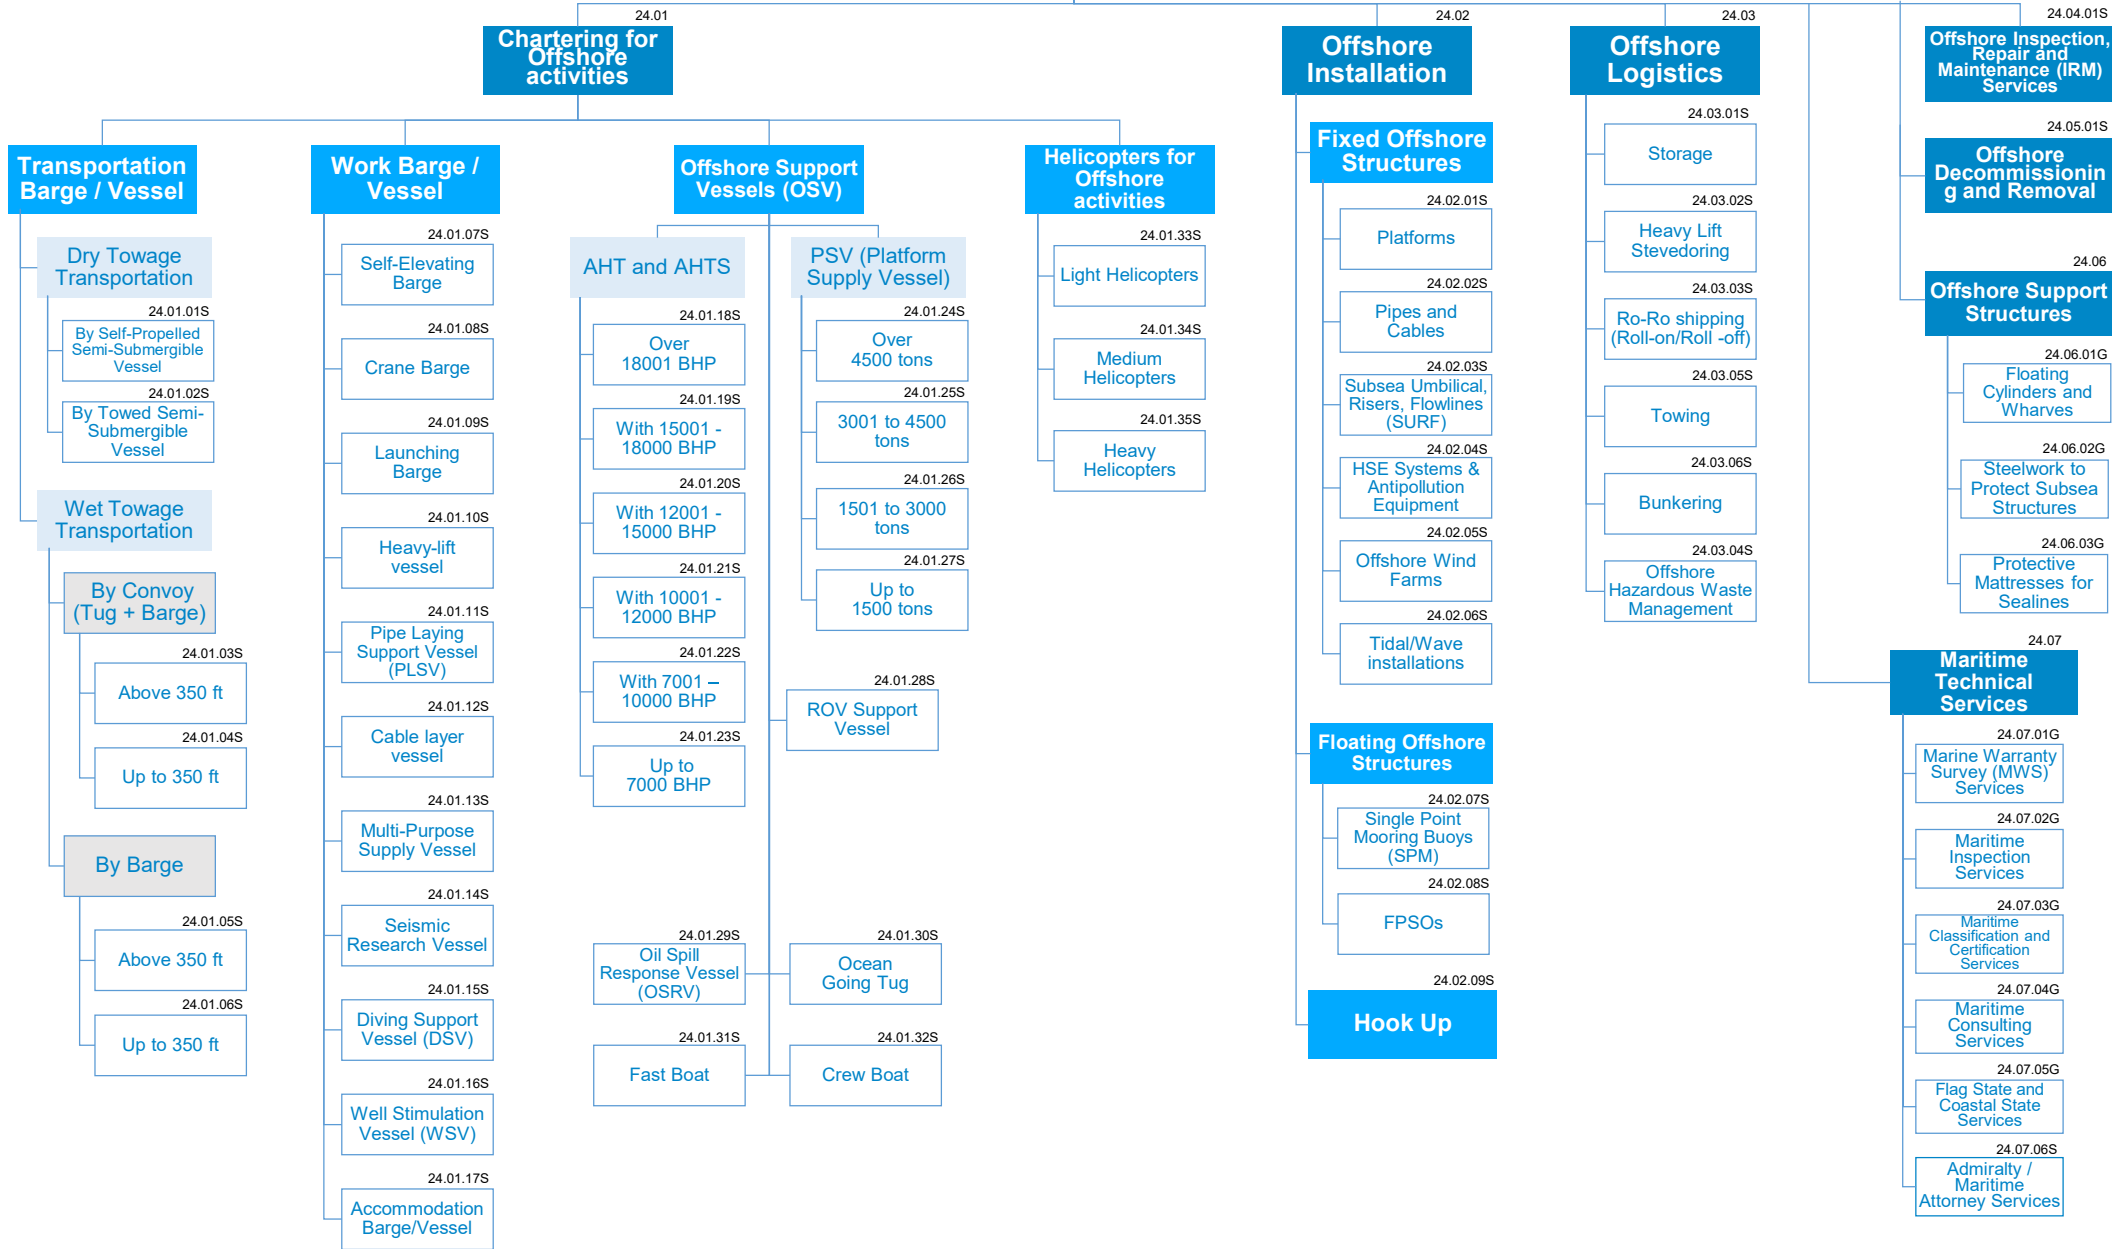 24.01
Chartering for
Offshore
activities
Transportation
Barge / Vessel
Dry Towage
Transportation
24.01.01S
By Self-Propelled
Semi-Submergible
Vessel
24.01.02S
By Towed Semi-
Submergible
Vessel
Wet Towage
Transportation
By Convoy
(Tug + Barge)
24.01.03S
Above 350 ft
24.01.04S
Up to 350 ft
By Barge
24.01.05S
Above 350 ft
24.01.06S
Up to 350 ft
Work Barge /
Vessel
24.01.07S
Self-Elevating
Barge
24.01.08S
Crane Barge
24.01.09S
Launching
Barge
24.01.10S
Heavy-lift
vessel
24.01.11S
Pipe Laying
Support Vessel
(PLSV)
24.01.12S
Cable layer
vessel
24.01.13S
Multi-Purpose
Supply Vessel
24.01.14S
Seismic
Research Vessel
24.01.15S
Diving Support
Vessel (DSV)
24.01.16S
Well Stimulation
Vessel (WSV)
24.01.17S
Accommodation
Barge/Vessel
Offshore Support
Vessels (OSV)
AHT and AHTS
24.01.18S
Over
18001 BHP
24.01.19S
With 15001 -
18000 BHP
24.01.20S
With 12001 -
15000 BHP
24.01.21S
With 10001 -
12000 BHP
24.01.22S
With 7001 –
10000 BHP
24.01.23S
Up to
7000 BHP
PSV (Platform
Supply Vessel)
24.01.24S
Over
4500 tons
24.01.25S
3001 to 4500
tons
24.01.26S
1501 to 3000
tons
24.01.27S
Up to
1500 tons
24.01.28S
ROV Support
Vessel
24.01.29S
Oil Spill
Response Vessel
(OSRV)
24.01.30S
Ocean
Going Tug
24.01.31S
Fast Boat
24.01.32S
Crew Boat
Helicopters for
Offshore
activities
24.01.33S
Light Helicopters
24.01.34S
Medium
Helicopters
24.01.35S
Heavy
Helicopters
24.02
Offshore
Installation
Fixed Offshore
Structures
24.02.01S
Platforms
24.02.02S
Pipes and
Cables
24.02.03S
Subsea Umbilical,
Risers, Flowlines
(SURF)
24.02.04S
HSE Systems &
Antipollution
Equipment
24.02.05S
Offshore Wind
Farms
24.02.06S
Tidal/Wave
installations
Floating Offshore
Structures
24.02.07S
Single Point
Mooring Buoys
(SPM)
24.02.08S
FPSOs
24.02.09S
Hook Up
24.03
Offshore
Logistics
24.03.01S
Storage
24.03.02S
Heavy Lift
Stevedoring
24.03.03S
Ro-Ro shipping
(Roll-on/Roll -off)
24.03.05S
Towing
24.03.06S
Bunkering
24.03.04S
Offshore
Hazardous Waste
Management
24.04.01S
Offshore Inspection,
Repair and
Maintenance (IRM)
Services
24.05.01S
Offshore
Decommissionin
g and Removal
24.06
Offshore Support
Structures
24.06.01G
Floating
Cylinders and
Wharves
24.06.02G
Steelwork to
Protect Subsea
Structures
24.06.03G
Protective
Mattresses for
Sealines
24.07
Maritime
Technical
Services
24.07.01G
Marine Warranty
Survey (MWS)
Services
24.07.02G
Maritime
Inspection
Services
24.07.03G
Maritime
Classification and
Certification
Services
24.07.04G
Maritime
Consulting
Services
24.07.05G
Flag State and
Coastal State
Services
24.07.06S
Admiralty /
Maritime
Attorney Services